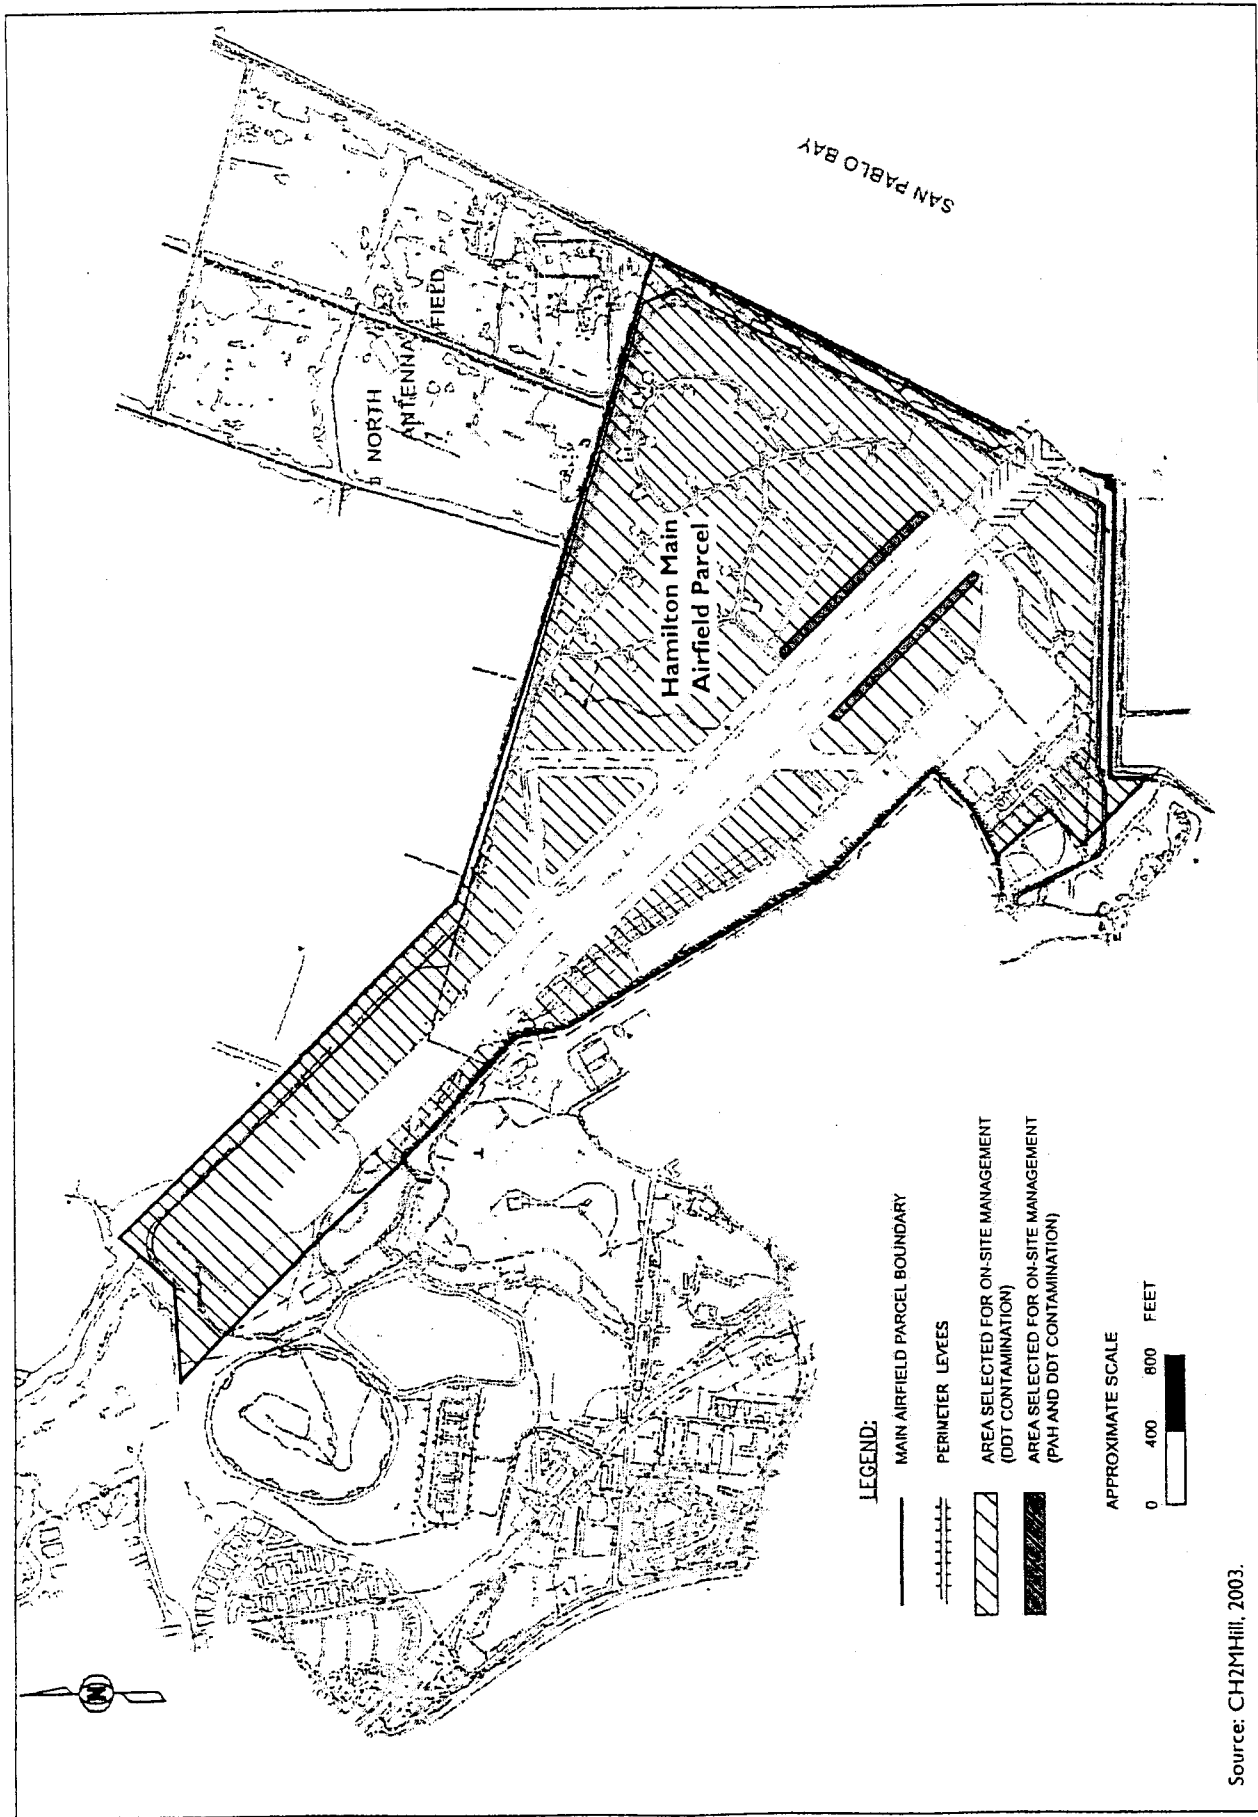 SAN PABLO BAY
NORTH
ANTENNA FIELD
Hamilton Main
Airfield Parcel
LEGEND:
MAIN AIRFIELD PARCEL BOUNDARY
PERIMETER LEVEES
AREA SELECTED FOR ON-SITE MANAGEMENT
(DDT CONTAMINATION)
AREA SELECTED FOR ON-SITE MANAGEMENT
(PAH AND DDT CONTAMINATION)
APPROXIMATE SCALE
0 400 800 FEET
N
Source: CH2MHill, 2003.